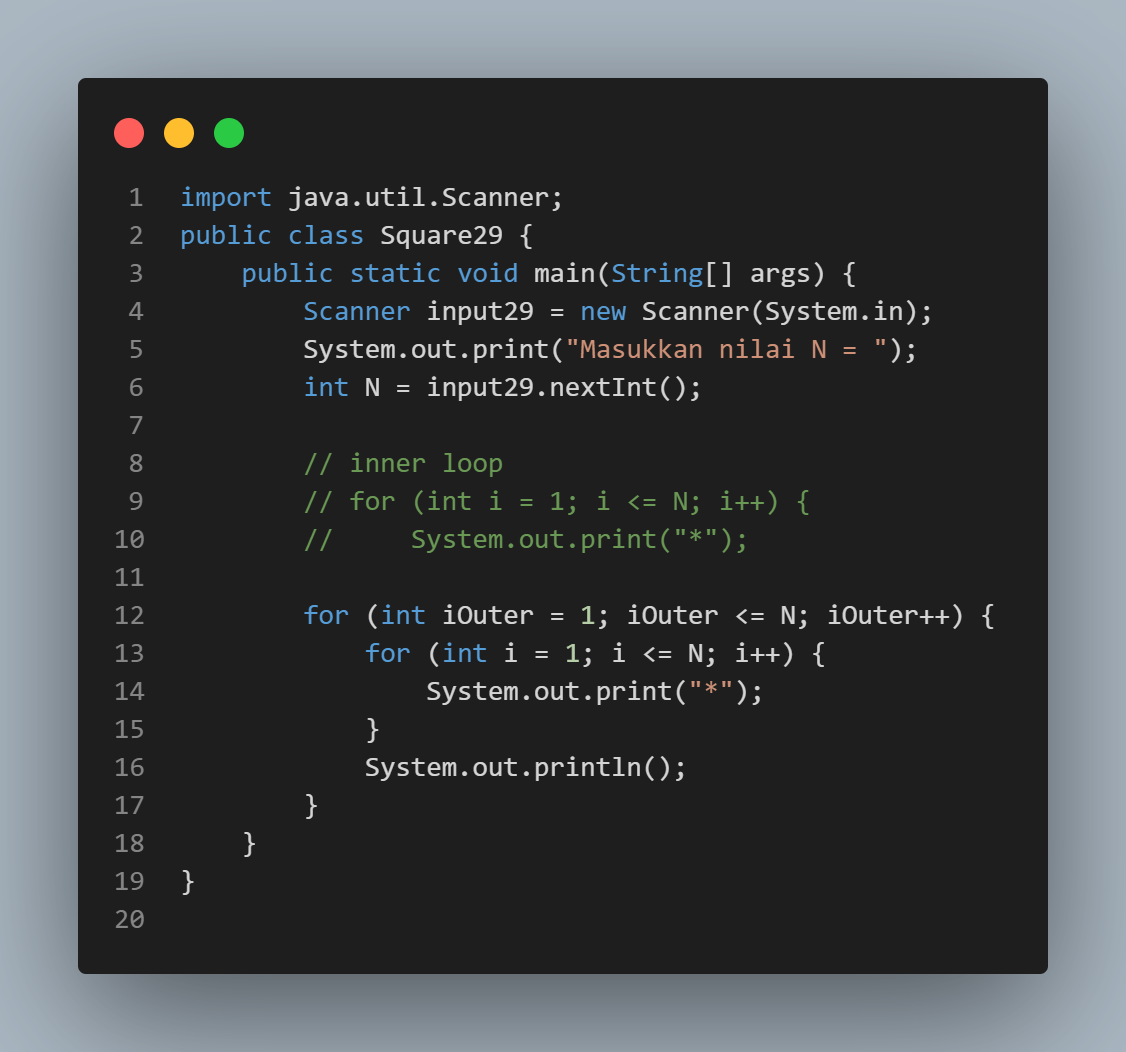 1 import java.util.Scanner;
2 public class Square29 {
3     public static void main(String[] args) {
4         Scanner input29 = new Scanner(System.in);
5         System.out.print("Masukkan nilai N = ");
6         int N = input29.nextInt();
7
8         // inner loop
9         // for (int i = 1; i <= N; i++) {
10         //     System.out.print("*");
11
12         for (int iOuter = 1; iOuter <= N; iOuter++) {
13             for (int i = 1; i <= N; i++) {
14                 System.out.print("*");
15             }
16             System.out.println();
17         }
18     }
19 }
20